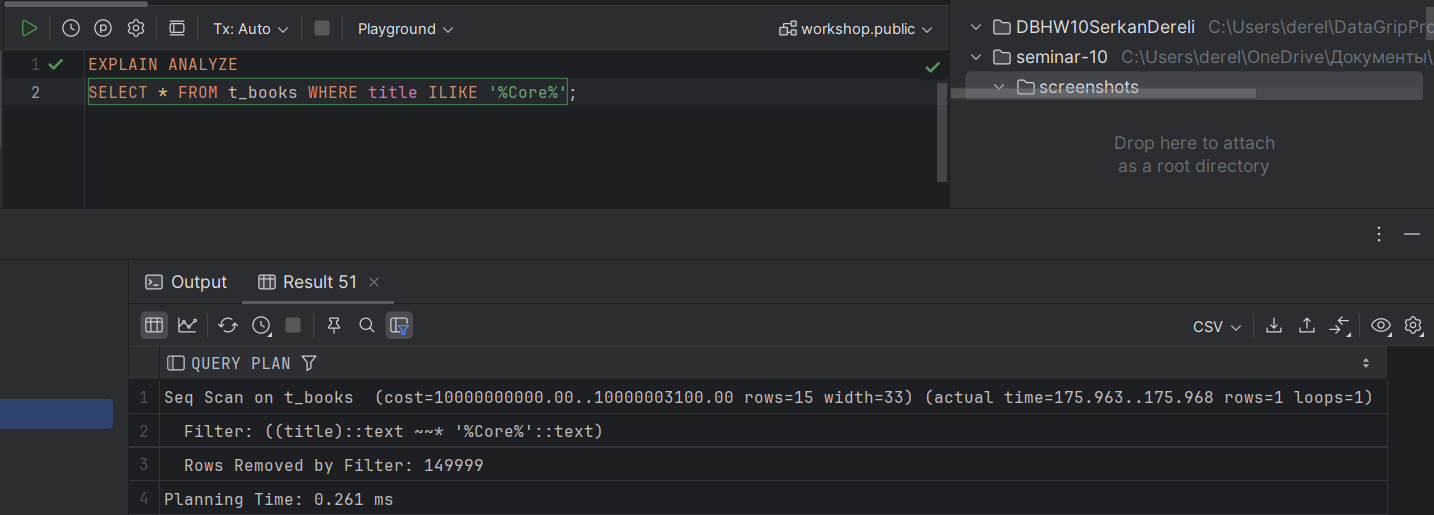 Tx: Auto Playground workshop.public
1 EXPLAIN ANALYZE
2 SELECT * FROM t_books WHERE title ILIKE '%Core%';
DBHW10SerkanDereli C:\Users\derel\DataGripPro
seminar-10 C:\Users\derel\OneDrive\Документы\
screenshots
Drop here to attach
as a root directory
Output Result 51
CSV
QUERY PLAN
1 Seq Scan on t_books (cost=10000000000.00..10000003100.00 rows=15 width=33) (actual time=175.963..175.968 rows=1 loops=1)
2 Filter: ((title)::text ~~* '%Core%'::text)
3 Rows Removed by Filter: 149999
4 Planning Time: 0.261 ms